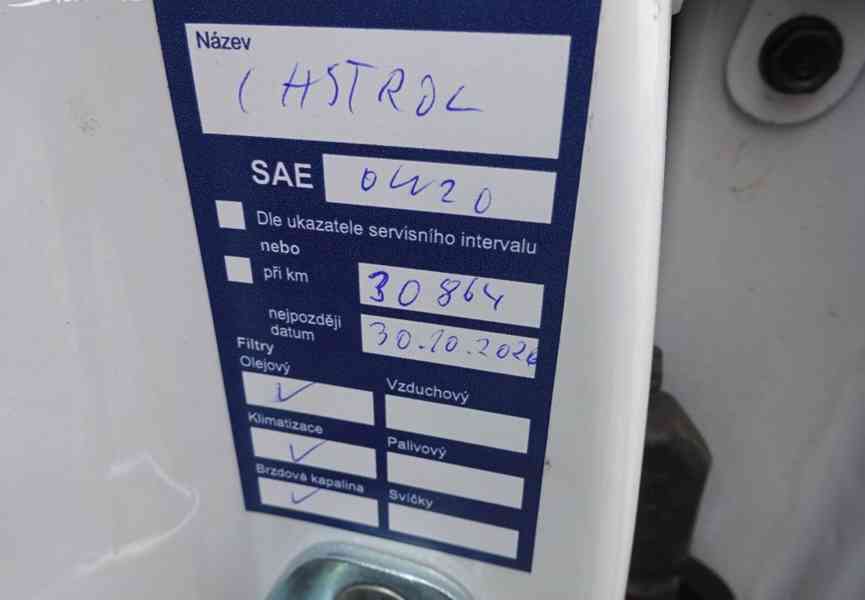 Název
CASTROL
SAE 0W20
Dle ukazatele servisního intervalu
nebo
při km 30864
nejpozději datum 30.10.2026
Filtry
Olejový
Vzduchový
Klimatizace
Palivový
Brzdová kapalina
Svíčky